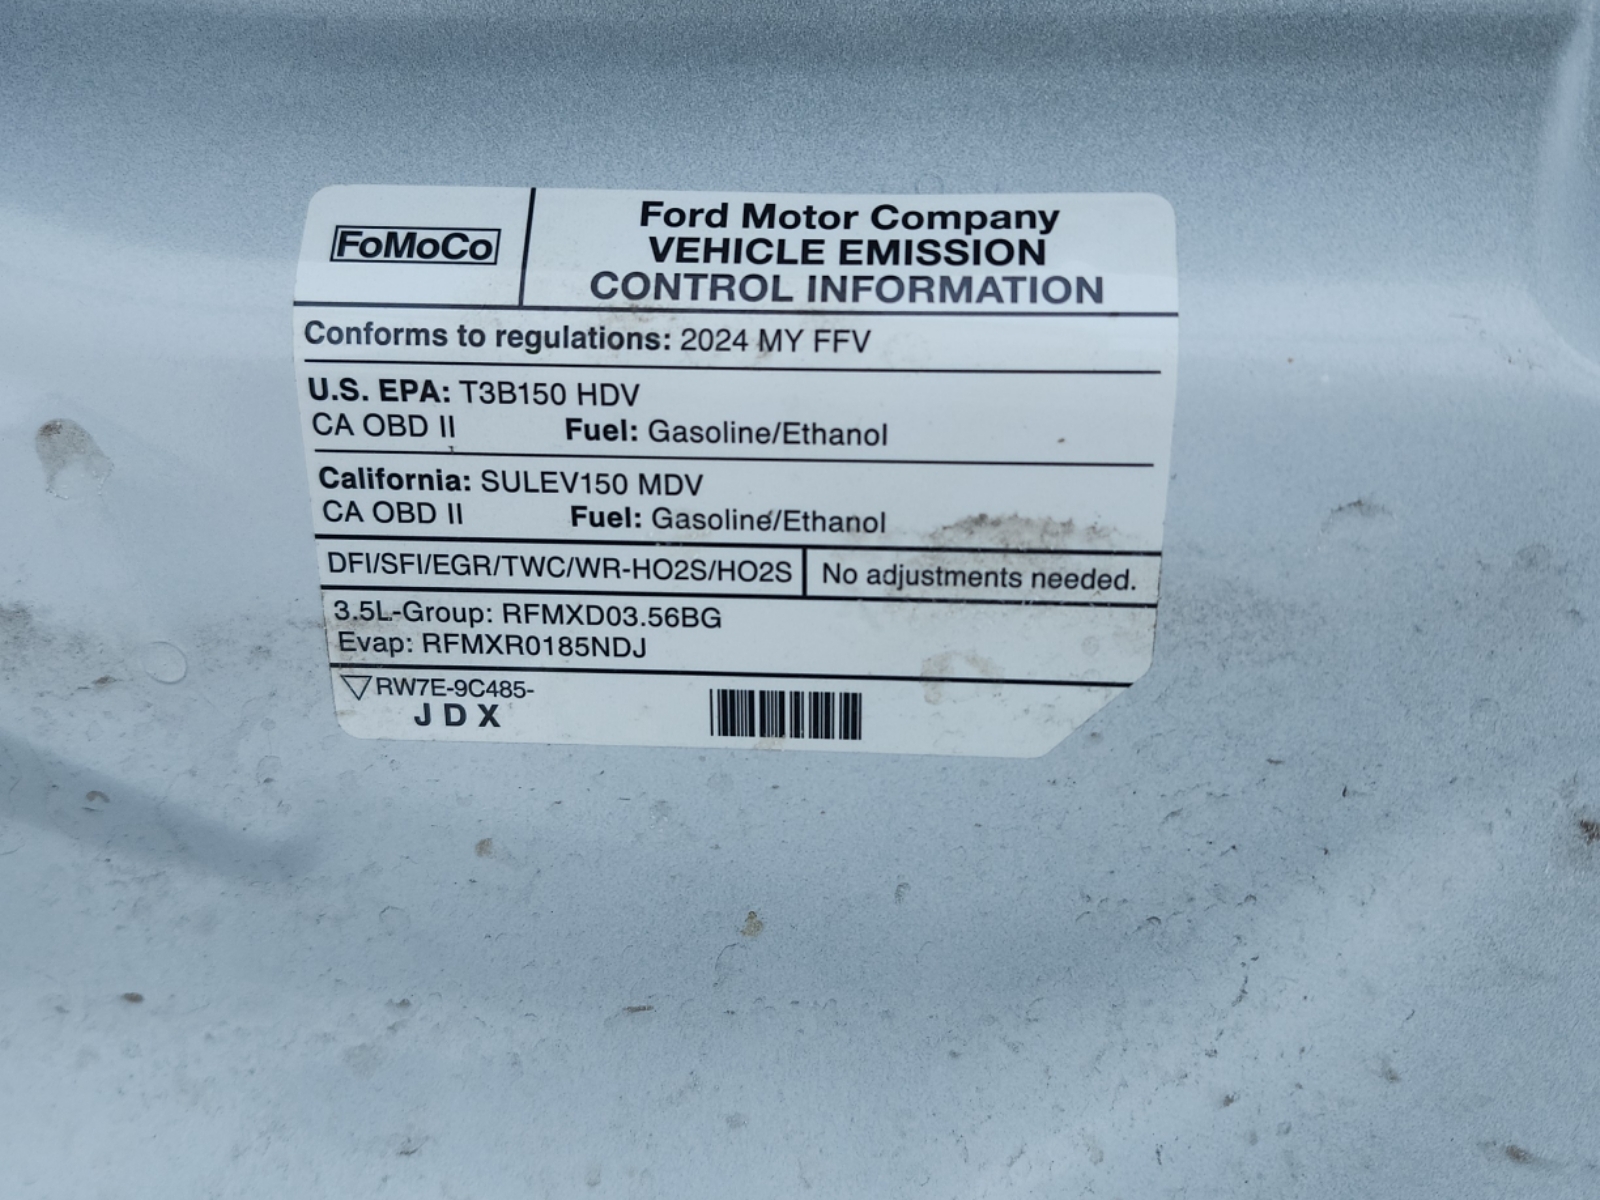 FoMoCo
Ford Motor Company
VEHICLE EMISSION
CONTROL INFORMATION
Conforms to regulations: 2024 MY FFV
U.S. EPA: T3B150 HDV
CA OBD II Fuel: Gasoline/Ethanol
California: SULEV150 MDV
CA OBD II Fuel: Gasoline/Ethanol
DFI/SFI/EGR/TWC/WR-HO2S/HO2S No adjustments needed.
3.5L-Group: RFMXD03.56BG
Evap: RFMXR0185NDJ
RW7E-9C485-
JDX